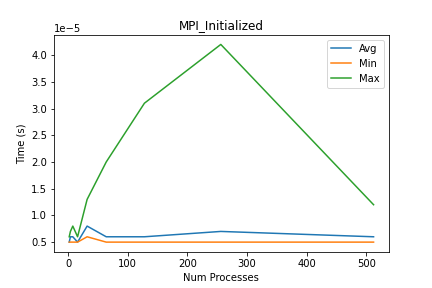 MPI_Initialized
1e-5
4.0
3.5
3.0
2.5
2.0
1.5
1.0
0.5
Time (s)
Avg
Min
Max
0 100 200 300 400 500
Num Processes